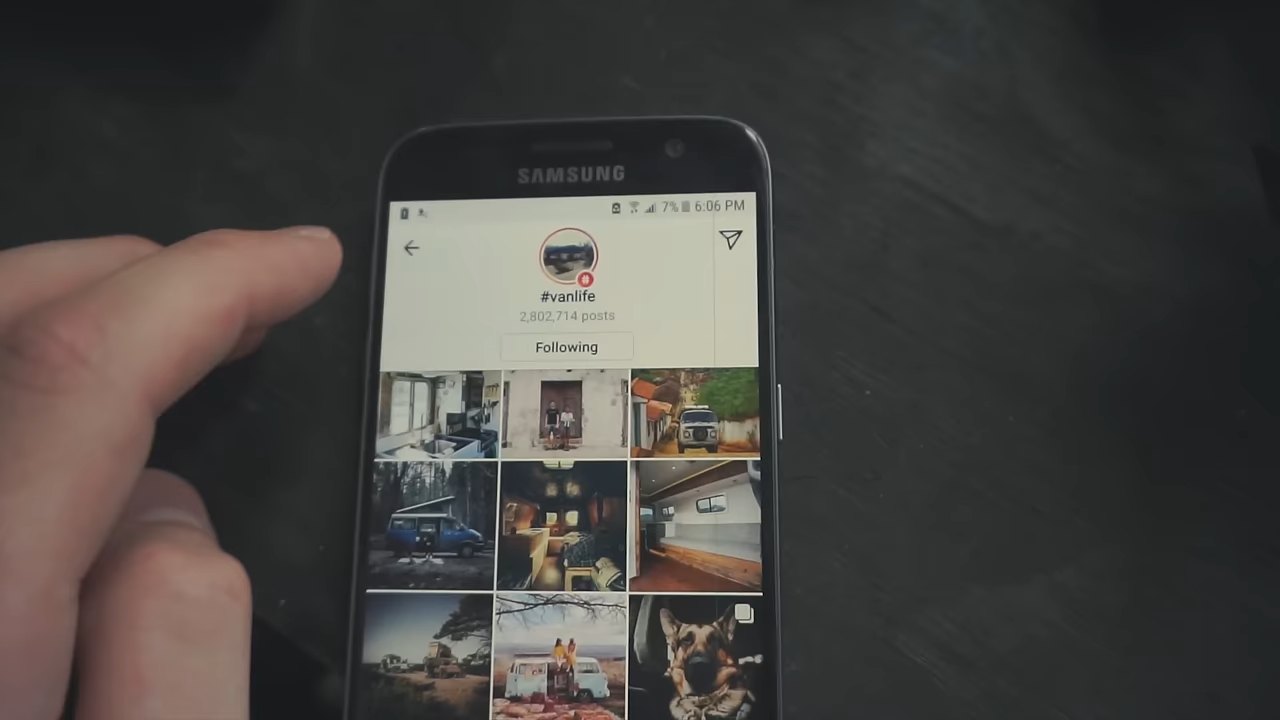 SAMSUNG
7% 6:06 PM
#vanlife
2,802,714 posts
Following